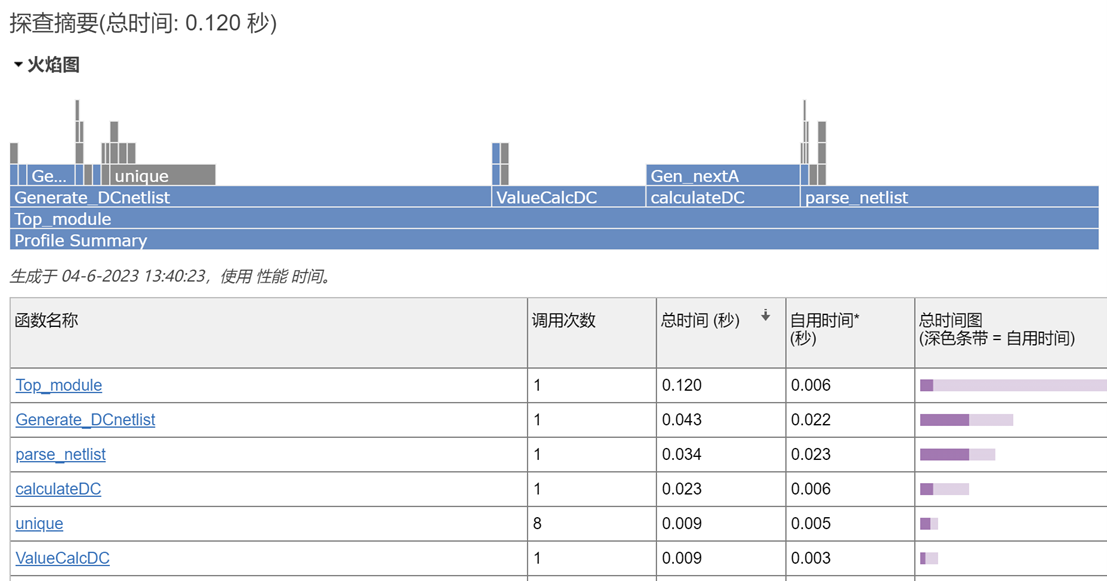 探查摘要(总时间: 0.120 秒)
火焰图
Ge... unique
Gen_nextA
Generate_DCnetlist ValueCalcDC calculateDC parse_netlist
Top_module
Profile Summary
生成于 04-6-2023 13:40:23，使用 性能 时间。
函数名称 调用次数 总时间 (秒) 自用时间* (秒) 总时间图 (深色条带 = 自用时间)
Top_module 1 0.120 0.006
Generate_DCnetlist 1 0.043 0.022
parse_netlist 1 0.034 0.023
calculateDC 1 0.023 0.006
unique 8 0.009 0.005
ValueCalcDC 1 0.009 0.003